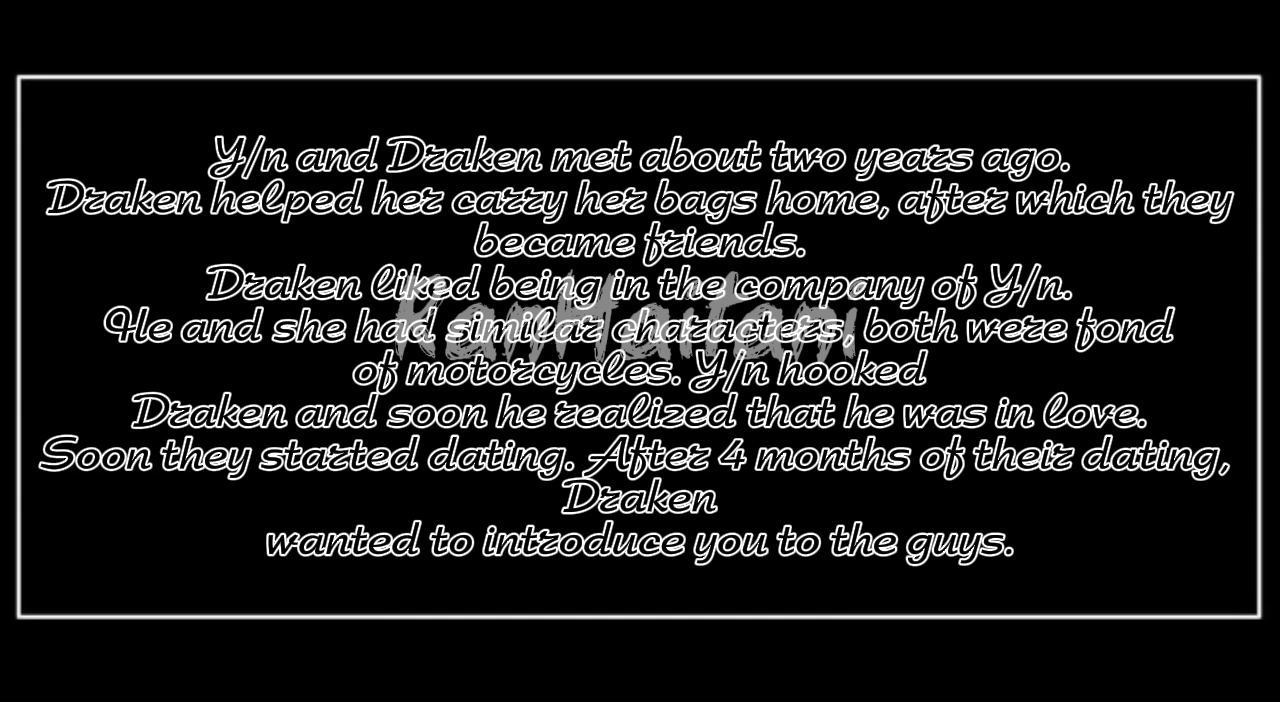 Y/n and Draken met about two years ago.
Draken helped her carry her bags home, after which they
became friends.
Draken liked being in the company of Y/n.
He and she had similar characters, both were fond
of motorcycles. Y/n hooked
Draken and soon he realized that he was in love.
Soon they started dating. After 4 months of their dating,
Draken
wanted to introduce you to the guys.
RanHaitani